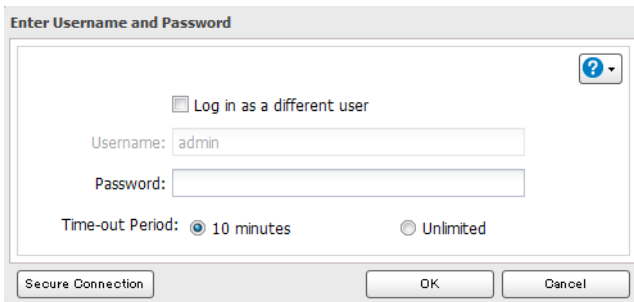 Enter Username and Password
?
Log in as a different user
Username: admin
Password:
Time-out Period: 10 minutes Unlimited
Secure Connection OK Cancel